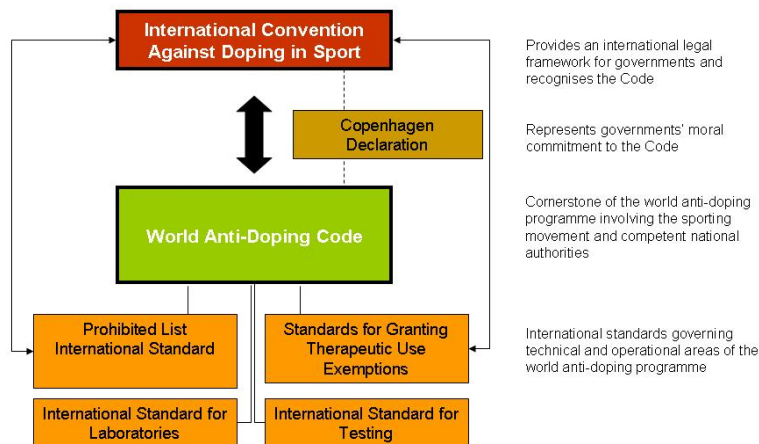 International Convention
Against Doping in Sport
Provides an international legal
framework for governments and
recognises the Code
Copenhagen
Declaration
Represents governments' moral
commitment to the Code
World Anti-Doping Code
Cornerstone of the world anti-doping
programme involving the sporting
movement and competent national
authorities
Prohibited List
International Standard
Standards for Granting
Therapeutic Use
Exemptions
International standards governing
technical and operational areas of the
world anti-doping programme
International Standard for
Laboratories
International Standard for
Testing